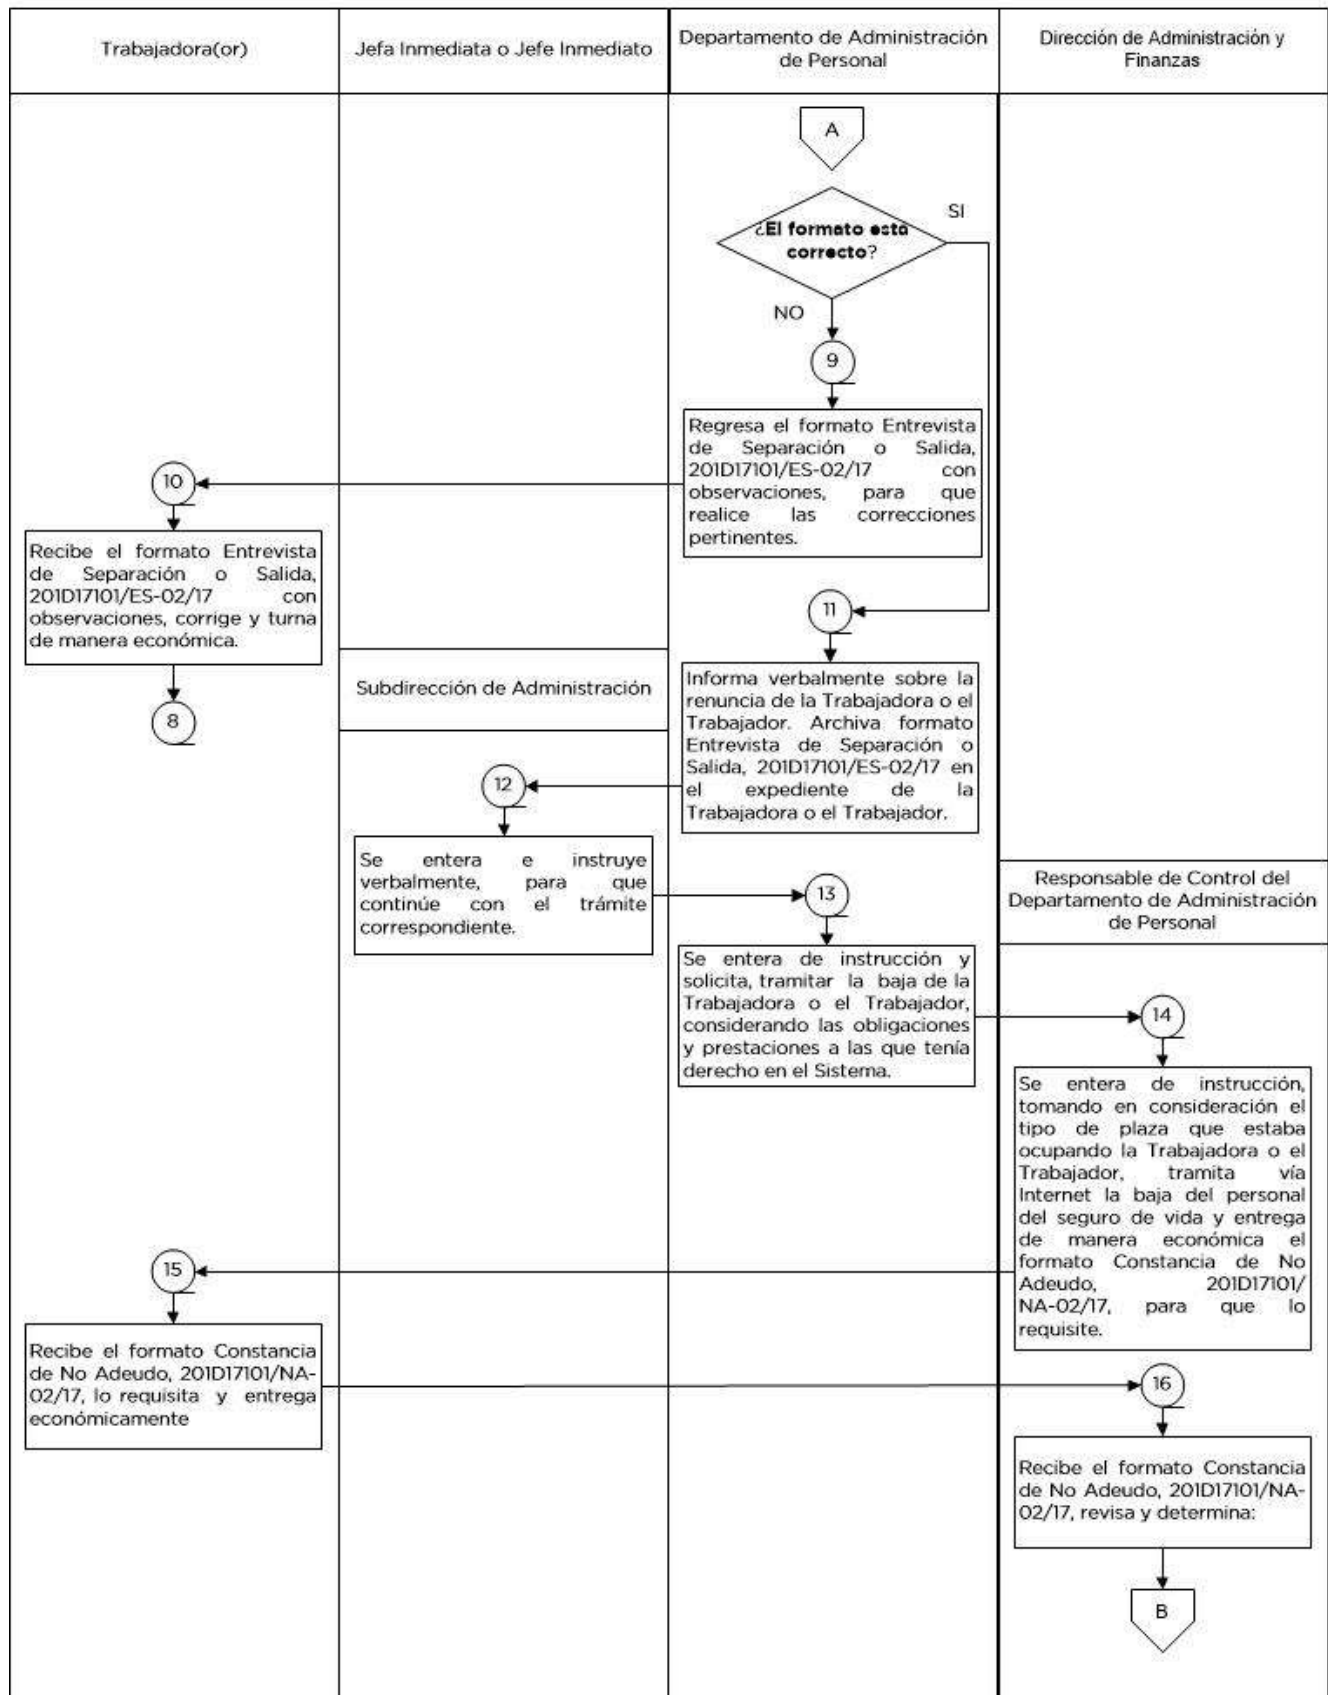 Trabajadora(or)
Jefa Inmediata o Jefe Inmediato
Departamento de Administración
de Personal
Dirección de Administración y
Finanzas
A
¿El formato está
correcto?
SI
NO
9
Regresa el formato Entrevista
de Separación o Salida,
201D17101/ES-02/17 con
observaciones, para que
realice las correcciones
pertinentes.
10
Recibe el formato Entrevista
de Separación o Salida,
201D17101/ES-02/17 con
observaciones, corrige y turna
de manera económica.
8
11
Informa verbalmente sobre la
renuncia de la Trabajadora o el
Trabajador. Archiva formato
Entrevista de Separación o
Salida, 201D17101/ES-02/17 en
el expediente de la
Trabajadora o el Trabajador.
Subdirección de Administración
12
Se entera e instruye
verbalmente, para que
continúe con el trámite
correspondiente.
13
Se entera de instrucción y
solicita, tramitar la baja de la
Trabajadora o el Trabajador,
considerando las obligaciones
y prestaciones a las que tenía
derecho en el Sistema.
Responsable de Control del
Departamento de Administración
de Personal
14
Se entera de instrucción,
tomando en consideración el
tipo de plaza que estaba
ocupando la Trabajadora o el
Trabajador, tramita vía
Internet la baja del personal
del seguro de vida y entrega
de manera económica el
formato Constancia de No
Adeudo, 201D17101/
NA-02/17, para que lo
requisite.
15
Recibe el formato Constancia
de No Adeudo, 201D17101/NA-
02/17, lo requisita y entrega
económicamente
16
Recibe el formato Constancia
de No Adeudo, 201D17101/NA-
02/17, revisa y determina:
B